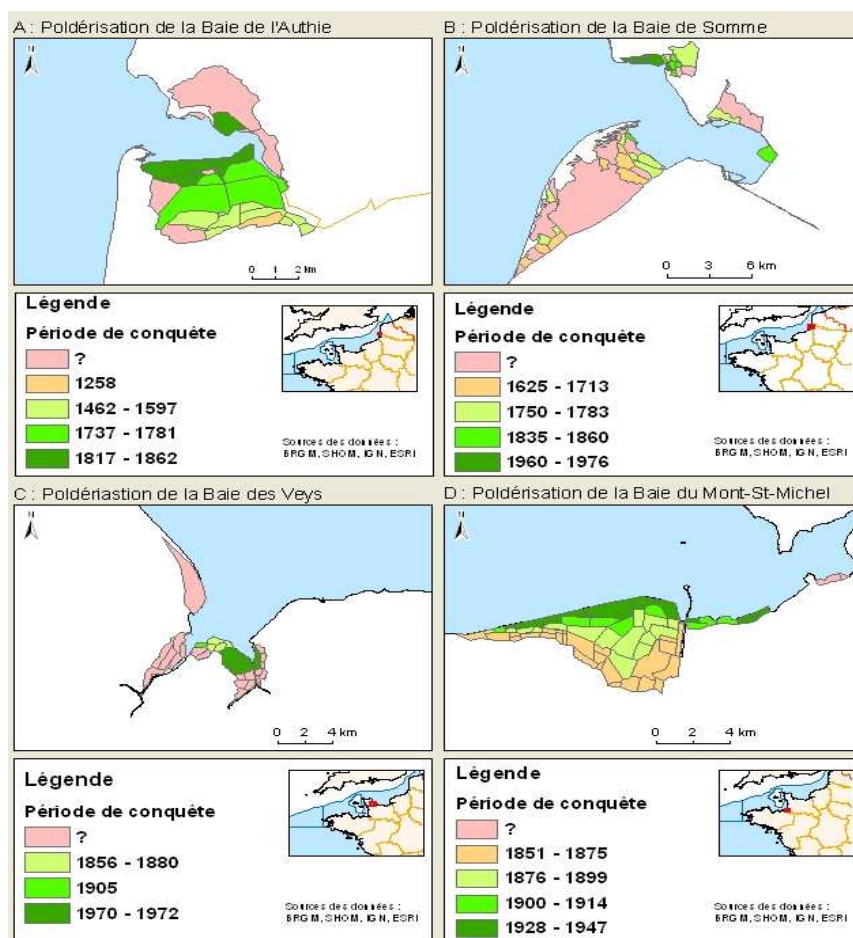 A : Poldérisation de la Baie de l'Authie
N
0 1 2 km
Légende
Période de conquête
?
1258
1462 - 1597
1737 - 1781
1817 - 1862
Sources des données :
BRGM, SHOM, IGN, ESRI
B : Poldérisation de la Baie de Somme
N
0 3 6 km
Légende
Période de conquête
?
1625 - 1713
1750 - 1783
1835 - 1860
1960 - 1976
Sources des données :
BRGM, SHOM, IGN, ESRI
C : Poldériastion de la Baie des Veys
N
0 2 4 km
Légende
Période de conquête
?
1856 - 1880
1905
1970 - 1972
Sources des données :
BRGM, SHOM, IGN, ESRI
D : Poldérisation de la Baie du Mont-St-Michel
N
0 2 4 km
Légende
Période de conquête
?
1851 - 1875
1876 - 1899
1900 - 1914
1928 - 1947
Sources des données :
BRGM, SHOM, IGN, ESRI